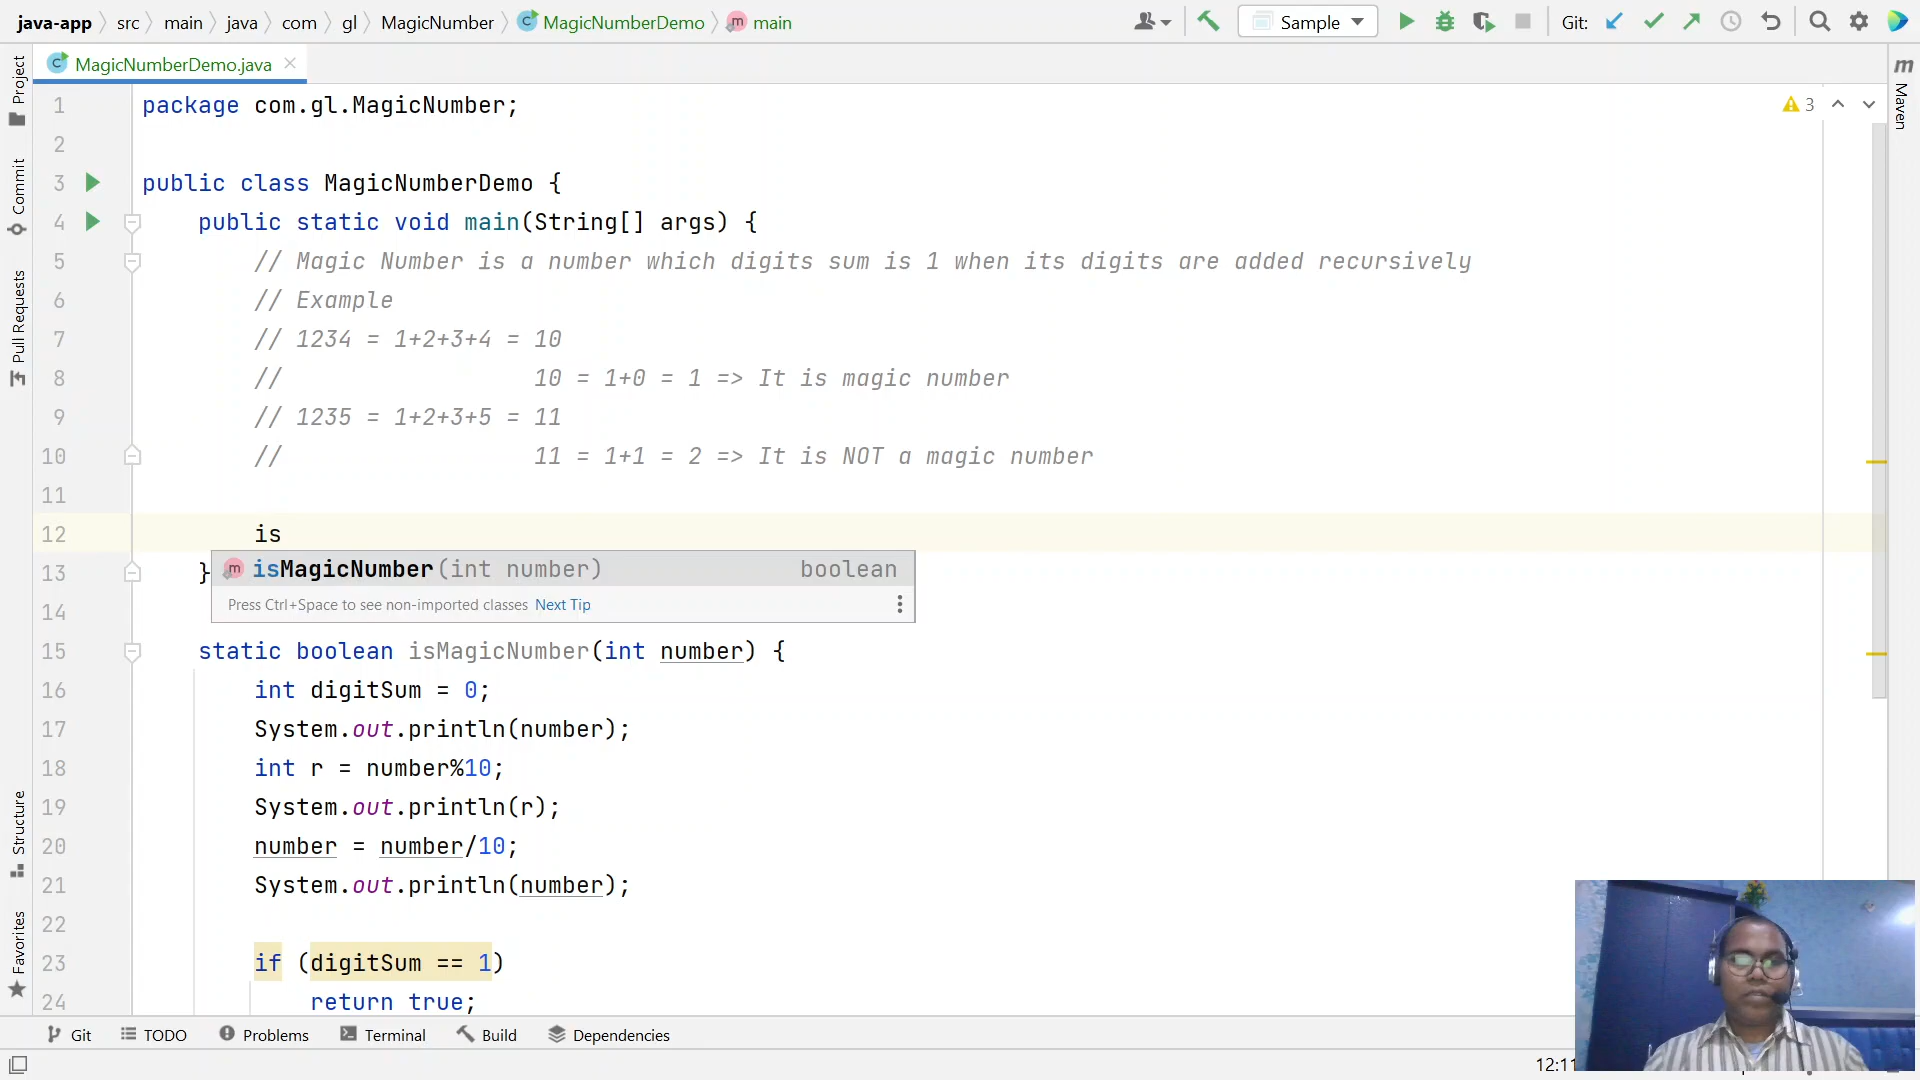 java-app src main java com gl MagicNumber MagicNumberDemo main Sample Git:
MagicNumberDemo.java
Project
Commit
Pull Requests
Structure
Favorites
m
Maven
3
1 package com.gl.MagicNumber;
2
3 public class MagicNumberDemo {
4 public static void main(String[] args) {
5 // Magic Number is a number which digits sum is 1 when its digits are added recursively
6 // Example
7 // 1234 = 1+2+3+4 = 10
8 // 10 = 1+0 = 1 => It is magic number
9 // 1235 = 1+2+3+5 = 11
10 // 11 = 1+1 = 2 => It is NOT a magic number
11
12 is
m isMagicNumber(int number) boolean
13 }
Press Ctrl+Space to see non-imported classes Next Tip
14
15 static boolean isMagicNumber(int number) {
16 int digitSum = 0;
17 System.out.println(number);
18 int r = number%10;
19 System.out.println(r);
20 number = number/10;
21 System.out.println(number);
22
23 if (digitSum == 1)
24 return true;
Git TODO Problems Terminal Build Dependencies
12:11